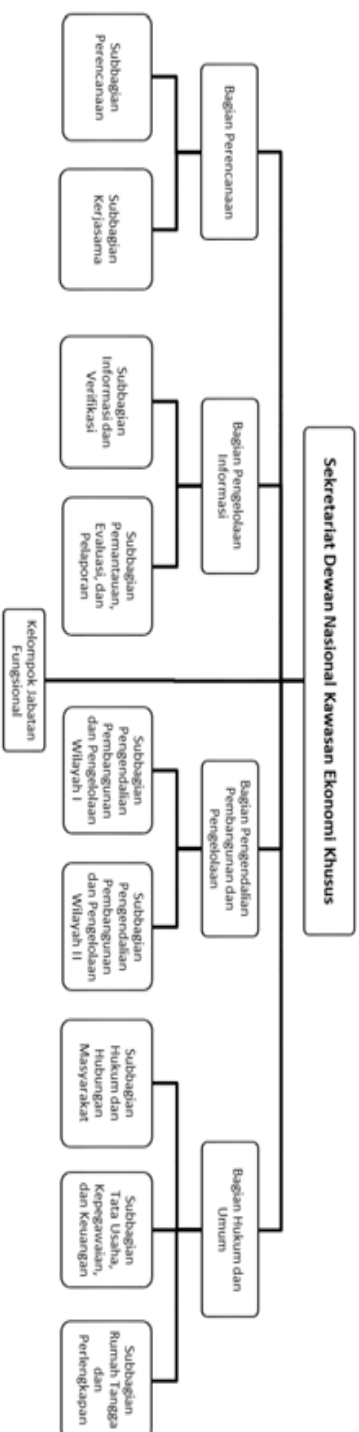 Sekretariat Dewan Nasional Kawasan Ekonomi Khusus
Bagian Perencanaan
Bagian Pengelolaan
Informasi
Bagian Pengendalian
Pembangunan dan
Pengelolaan
Bagian Hukum dan
Umum
Subbagian
Perencanaan
Subbagian
Kerjasama
Subbagian
Informasi dan
Verifikasi
Subbagian
Pemantauan,
Evaluasi, dan
Pelaporan
Subbagian
Pengendalian
Pembangunan
dan Pengelolaan
Wilayah I
Subbagian
Pengendalian
Pembangunan
dan Pengelolaan
Wilayah II
Subbagian
Hukum dan
Hubungan
Masyarakat
Subbagian
Tata Usaha,
Kepegawaian,
dan Keuangan
Subbagian
Rumah Tangga
dan
Perlengkapan
Kelompok Jabatan
Fungsional